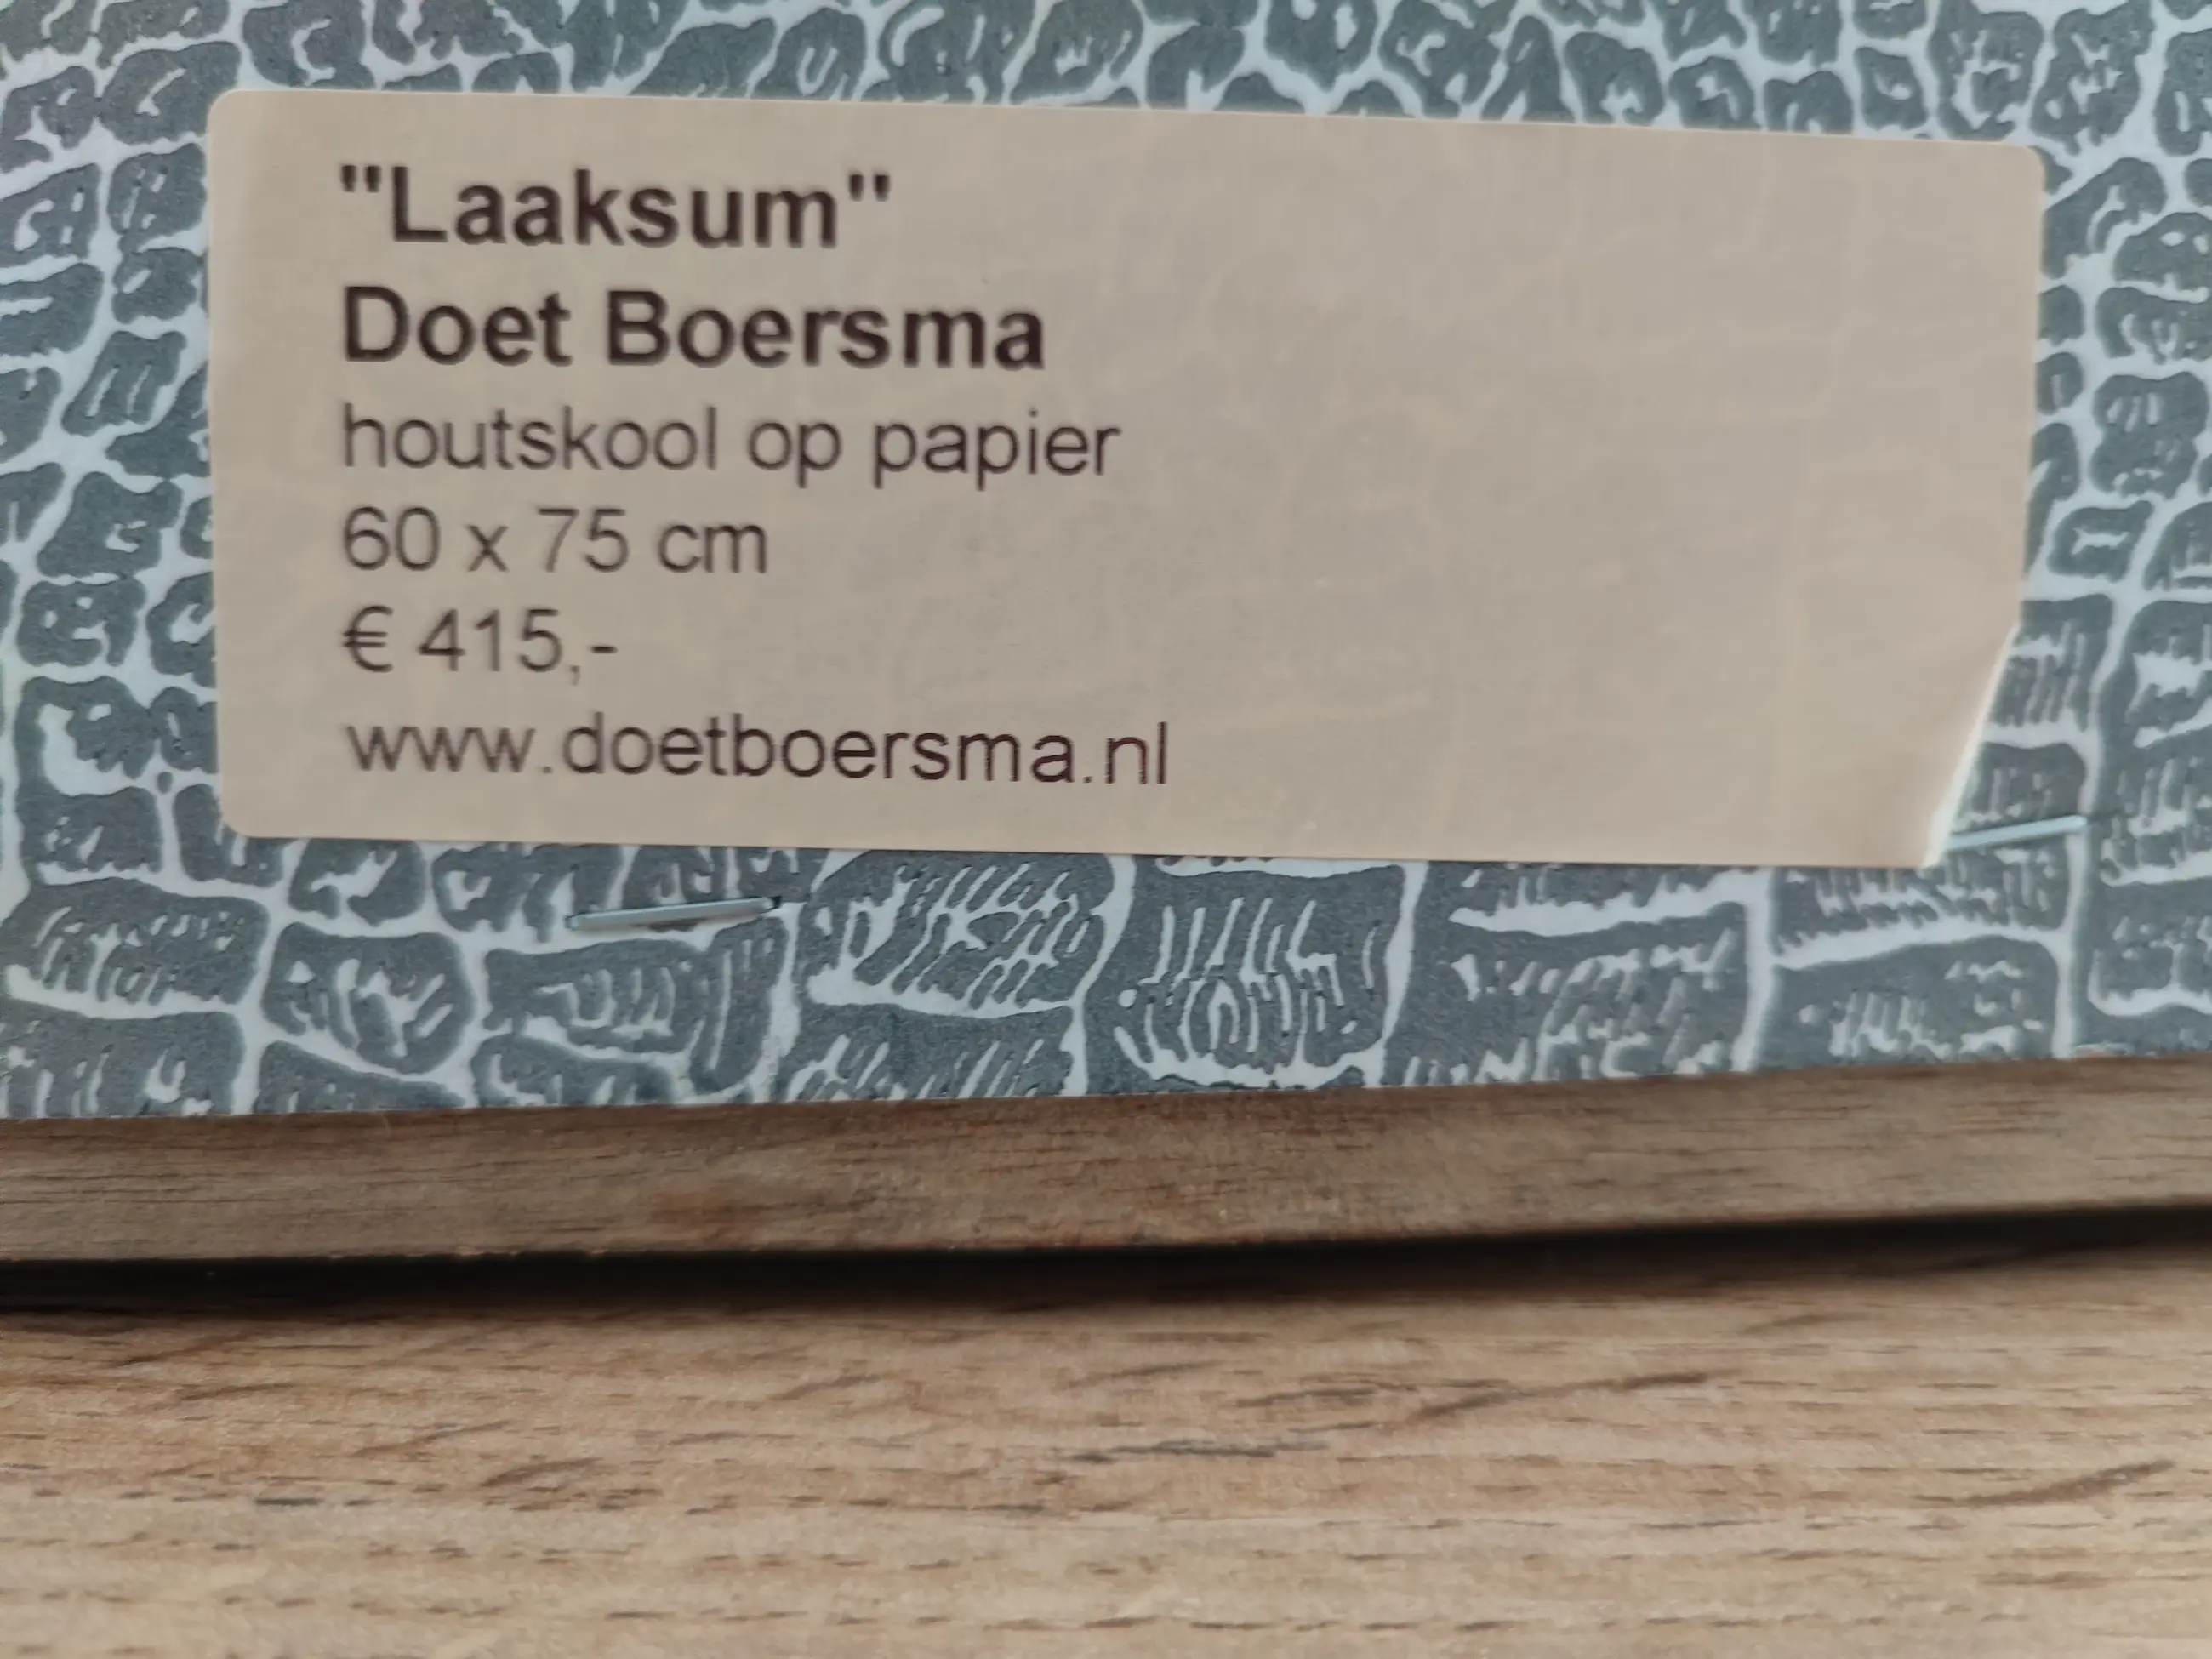 "Laaksum"
Doet Boersma
houtskool op papier
60 x 75 cm
€ 415,-
www.doetboersma.nl